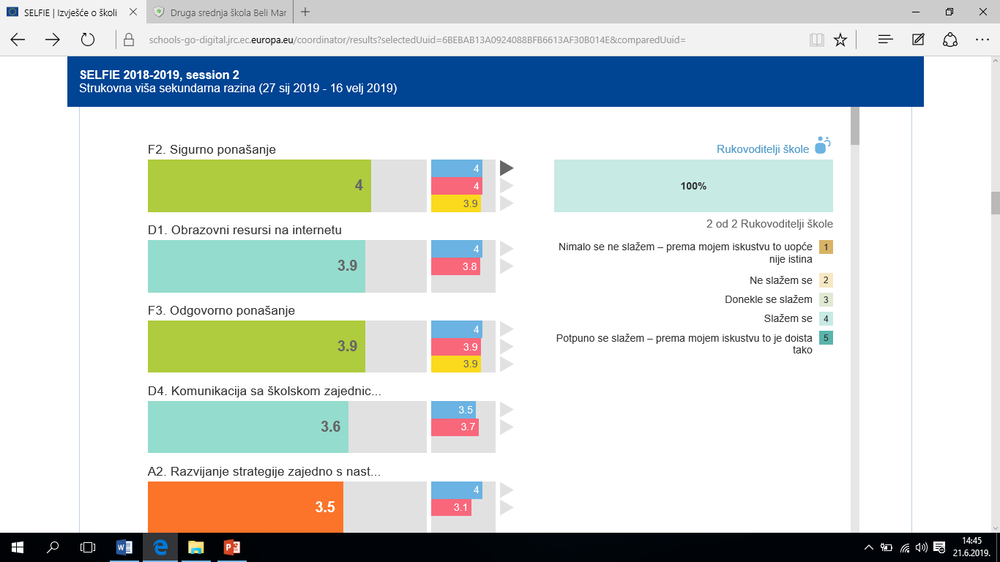 SELFIE | Izvješće o školi
Druga srednja škola Beli Mar
schools-go-digital.jrc.ec.europa.eu/coordinator/results?selectedUuid=6BEBAB13A0924088BFB6613AF30B014E&comparedUuid=
SELFIE 2018-2019, session 2
Strukovna viša sekundarna razina (27 sij 2019 - 16 velj 2019)
F2. Sigurno ponašanje
4
4
4
3.9
D1. Obrazovni resursi na internetu
3.9
4
3.8
F3. Odgovorno ponašanje
3.9
4
3.9
3.9
D4. Komunikacija sa školskom zajednic...
3.6
3.5
3.7
A2. Razvijanje strategije zajedno s nast...
3.5
4
3.1
Rukovoditelji škole
100%
2 od 2 Rukovoditelji škole
Nimalo se ne slažem – prema mojem iskustvu to uopće 1
nije istina
Ne slažem se 2
Donekle se slažem 3
Slažem se 4
Potpuno se slažem – prema mojem iskustvu to je doista 5
tako
14:45
21.6.2019.